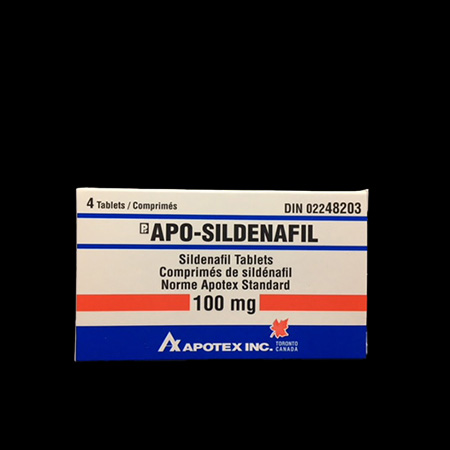 4 Tablets / Comprimés DIN 02248203
Pr APO-SILDENAFIL
Sildenafil Tablets
Comprimés de sildénafil
Norme Apotex Standard
100 mg
APOTEX INC. TORONTO
CANADA